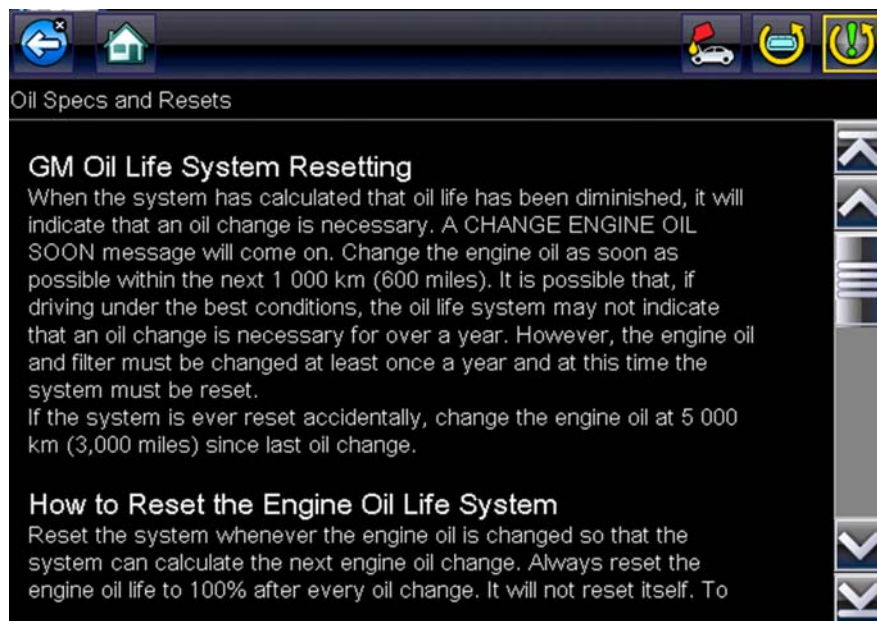 Oil Specs and Resets
GM Oil Life System Resetting
When the system has calculated that oil life has been diminished, it will
indicate that an oil change is necessary. A CHANGE ENGINE OIL
SOON message will come on. Change the engine oil as soon as
possible within the next 1 000 km (600 miles). It is possible that, if
driving under the best conditions, the oil life system may not indicate
that an oil change is necessary for over a year. However, the engine oil
and filter must be changed at least once a year and at this time the
system must be reset.
If the system is ever reset accidentally, change the engine oil at 5 000
km (3,000 miles) since last oil change.
How to Reset the Engine Oil Life System
Reset the system whenever the engine oil is changed so that the
system can calculate the next engine oil change. Always reset the
engine oil life to 100% after every oil change. It will not reset itself. To